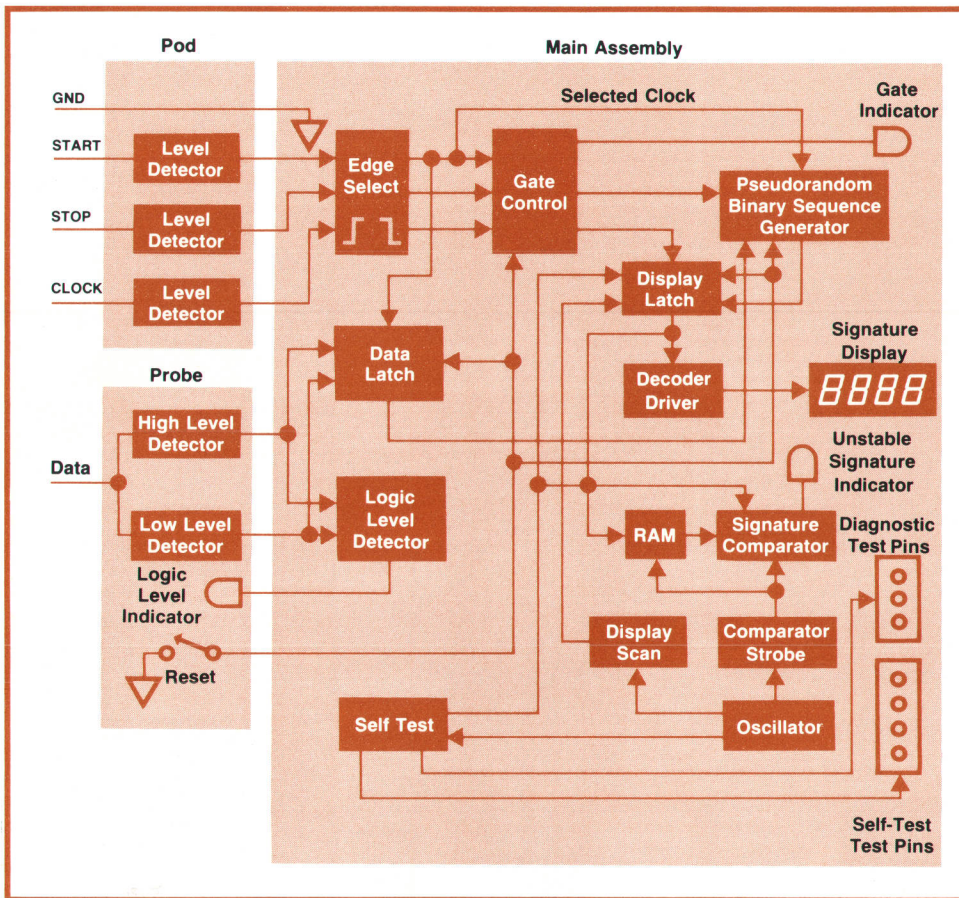 Pod
Main Assembly
GND
START
STOP
CLOCK
Level
Detector
Level
Detector
Level
Detector
Edge
Select
Selected Clock
Gate
Control
Gate
Indicator
Pseudorandom
Binary Sequence
Generator
Display
Latch
Data
Latch
Decoder
Driver
Signature
Display
8888
Probe
Data
High Level
Detector
Low Level
Detector
Logic
Level
Detector
Logic
Level
Indicator
Reset
Unstable
Signature
Indicator
RAM
Signature
Comparator
Diagnostic
Test Pins
Display
Scan
Comparator
Strobe
Self Test
Oscillator
Self-Test
Test Pins